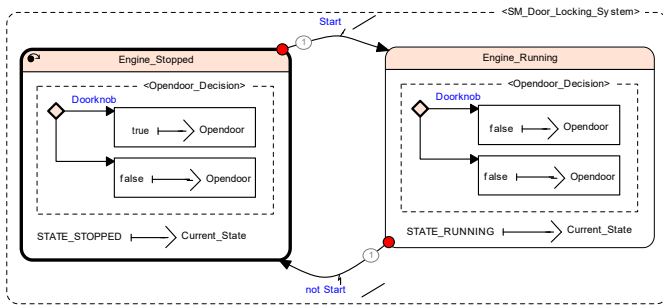 <SM_Door_Locking_System>
Start
1
Engine_Stopped
<Opendoor_Decision>
Doorknob
true Opendoor
false Opendoor
STATE_STOPPED Current_State
Engine_Running
<Opendoor_Decision>
Doorknob
false Opendoor
false Opendoor
STATE_RUNNING Current_State
1
not Start